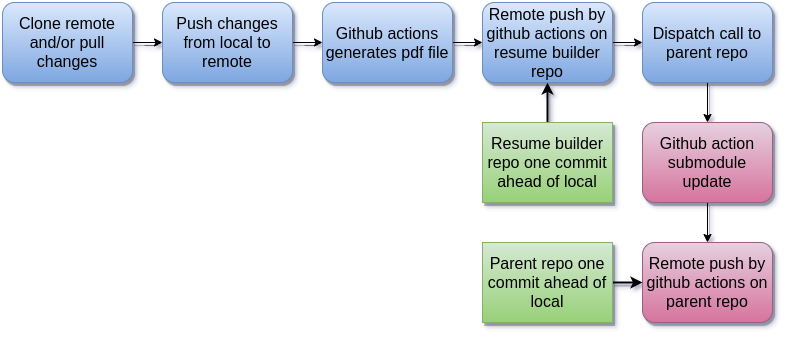 Clone remote
and/or pull
changes
Push changes
from local to
remote
Github actions
generates pdf file
Remote push by
github actions on
resume builder
repo
Dispatch call to
parent repo
Resume builder
repo one commit
ahead of local
Github action
submodule
update
Parent repo one
commit ahead of
local
Remote push by
github actions on
parent repo